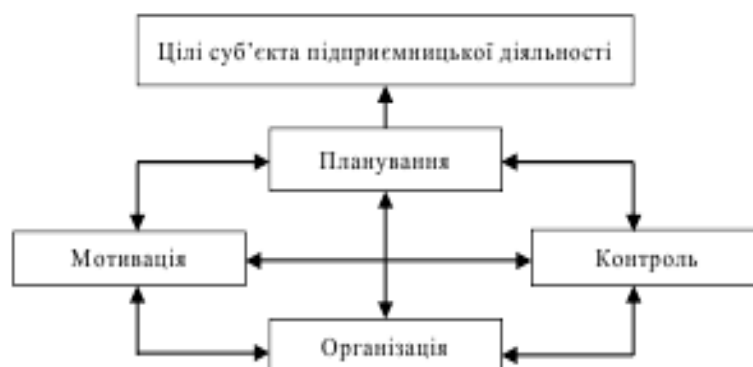 Цілі суб’єкта підприємницької діяльності
Планування
Мотивація
Контроль
Організація